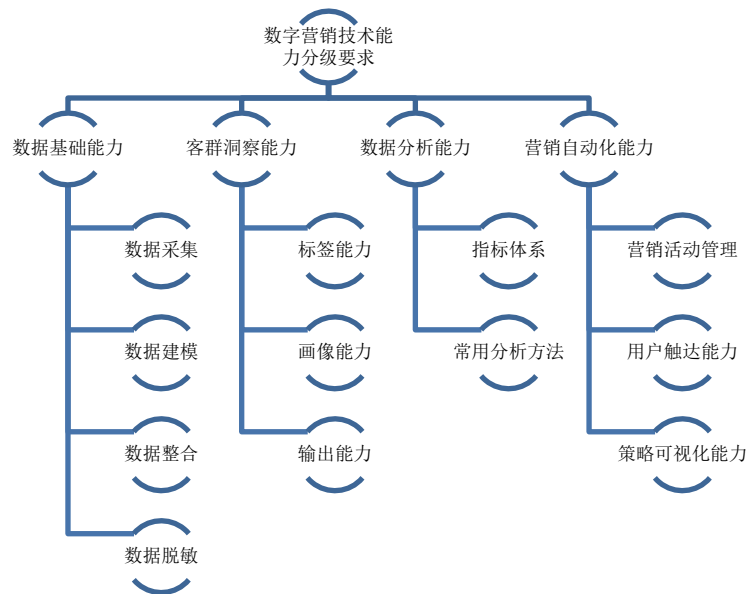 数字营销技术能
力分级要求
数据基础能力
客群洞察能力
数据分析能力
营销自动化能力
数据采集
标签能力
指标体系
营销活动管理
数据建模
画像能力
常用分析方法
用户触达能力
数据整合
输出能力
策略可视化能力
数据脱敏